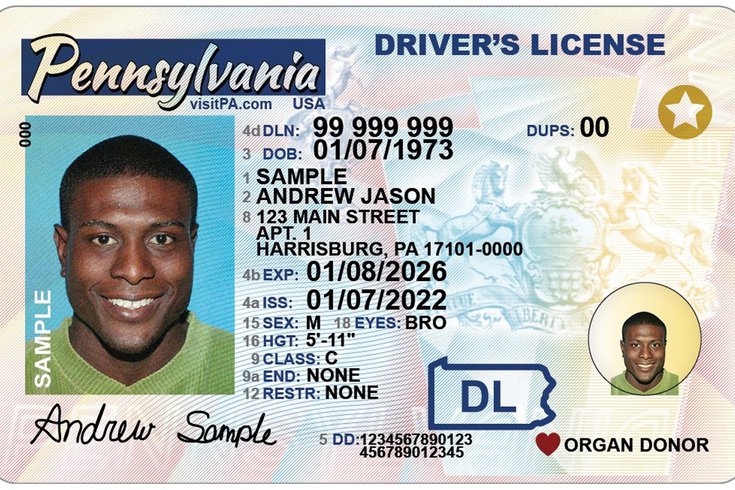 Pennsylvania
visitPA.com USA
DRIVER'S LICENSE
000
4d DLN: 99 999 999 DUPS: 00
3 DOB: 01/07/1973
1 SAMPLE
2 ANDREW JASON
8 123 MAIN STREET
APT. 1
HARRISBURG, PA 17101-0000
4b EXP: 01/08/2026
4a ISS: 01/07/2022
15 SEX: M 18 EYES: BRO
16 HGT: 5'-11"
9 CLASS: C
9a END: NONE
12 RESTR: NONE
SAMPLE
DL
Andrew Sample
5 DD: 1234567890123
456789012345
ORGAN DONOR